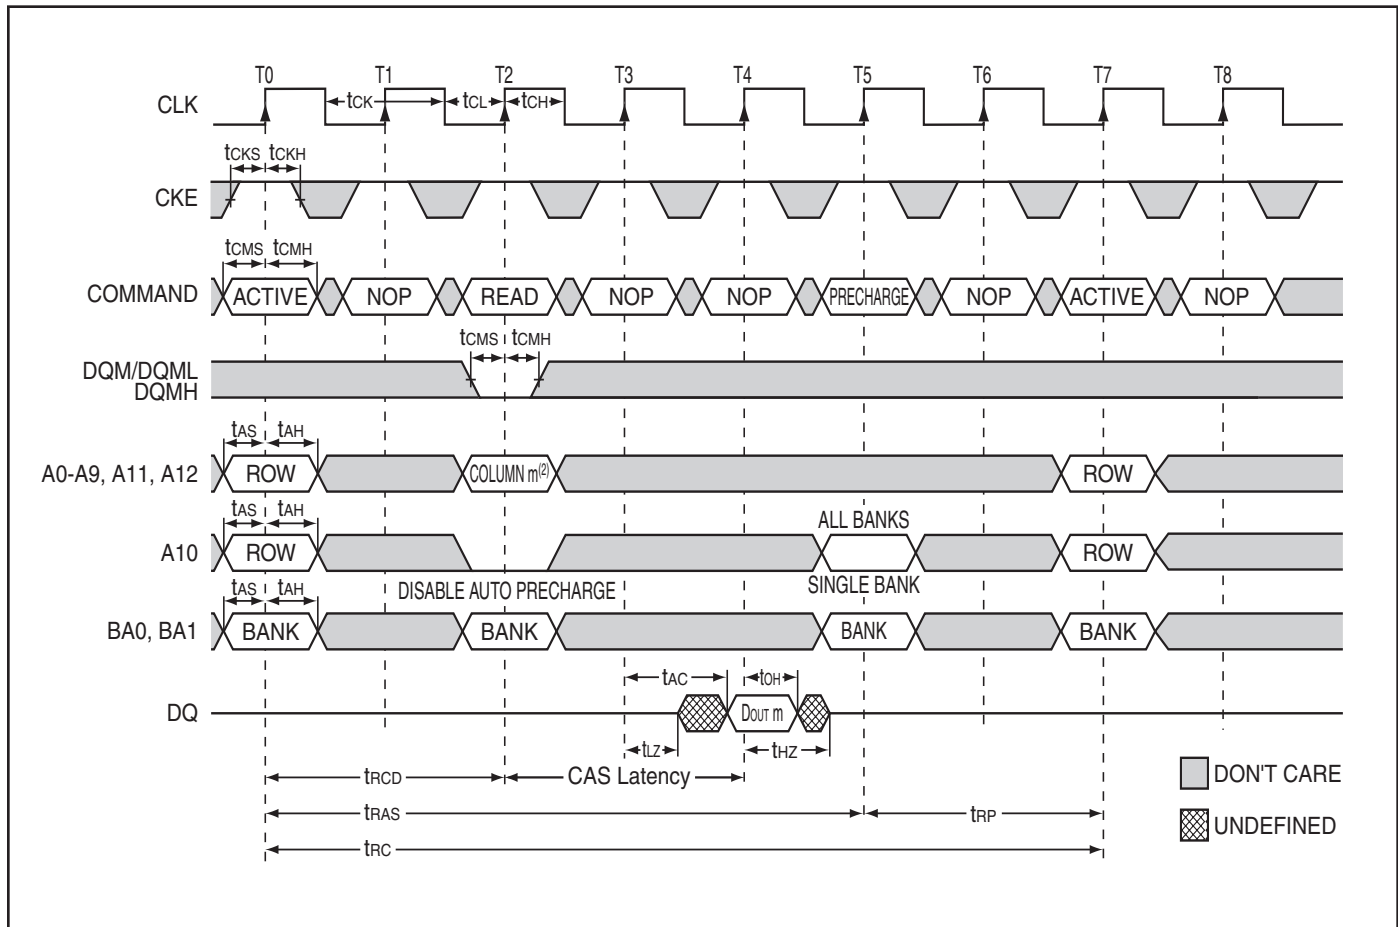 T0 T1 T2 T3 T4 T5 T6 T7 T8
CLK tCK tCL tCH
tCKS tCKH
CKE
tCMS tCMH
COMMAND ACTIVE NOP READ NOP NOP PRECHARGE NOP ACTIVE NOP
tCMS tCMH
DQM/DQML
DQMH
tAS tAH
A0-A9, A11, A12 ROW COLUMN m(2) ROW
tAS tAH ALL BANKS
A10 ROW ROW
DISABLE AUTO PRECHARGE SINGLE BANK
tAS tAH
BA0, BA1 BANK BANK BANK BANK
tAC tOH
DQ DOUT m
tLZ tHZ
tRCD CAS Latency
DON'T CARE
tRAS tRP
UNDEFINED
tRC